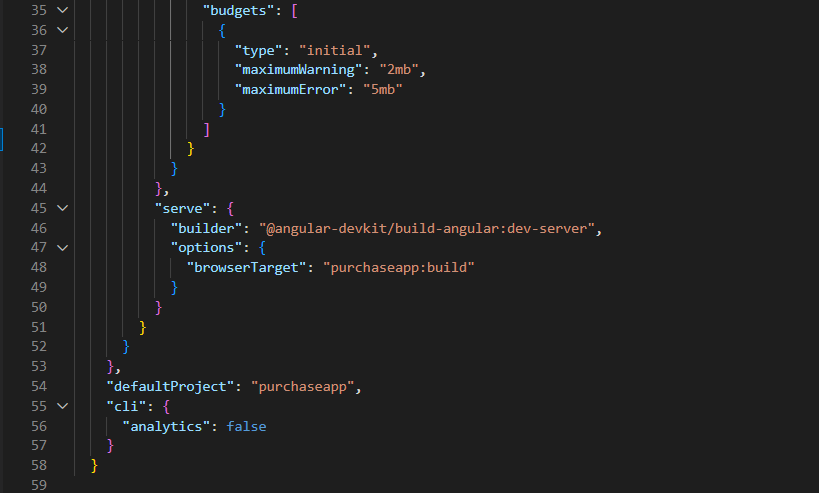 35 "budgets": [
36 {
37 "type": "initial",
38 "maximumWarning": "2mb",
39 "maximumError": "5mb"
40 }
41 ]
42 }
43 }
44 },
45 "serve": {
46 "builder": "@angular-devkit/build-angular:dev-server",
47 "options": {
48 "browserTarget": "purchaseapp:build"
49 }
50 }
51 }
52 }
53 },
54 "defaultProject": "purchaseapp",
55 "cli": {
56 "analytics": false
57 }
58 }
59